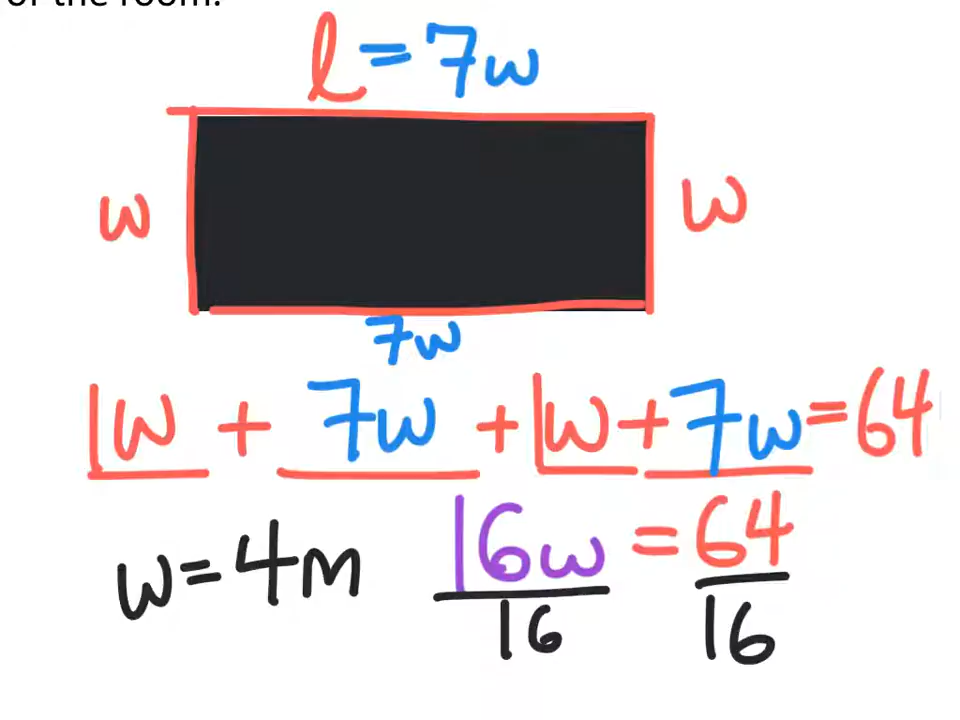 of the room.
l = 7w
w w
7w
1w + 7w + 1w + 7w = 64
w = 4m 16w = 64
16 16